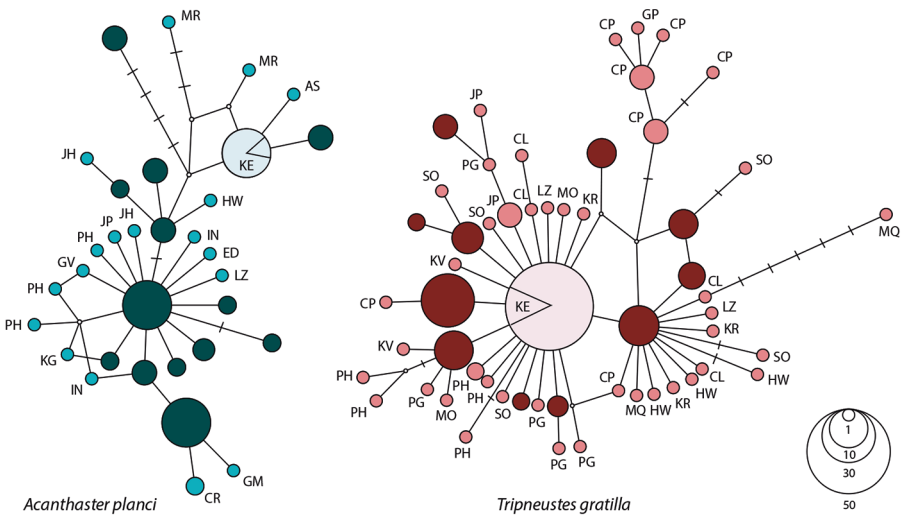 MR
MR
AS
KE
JH
HW
JH
JP
PH
IN
ED
GV
LZ
PH
PH
KG
IN
GM
CR
Acanthaster planci
GP
CP
CP
CP
CP
CP
JP
CL
PG
SO
SO
JP
CL
LZ
MO
KR
SO
MQ
KV
KE
CP
CL
LZ
KR
SO
HW
CL
HW
KR
HW
MQ
CP
KV
PH
PH
PG
MO
PH
PH
SO
PG
PH
PG
PG
1
10
30
50
Tripneustes gratilla